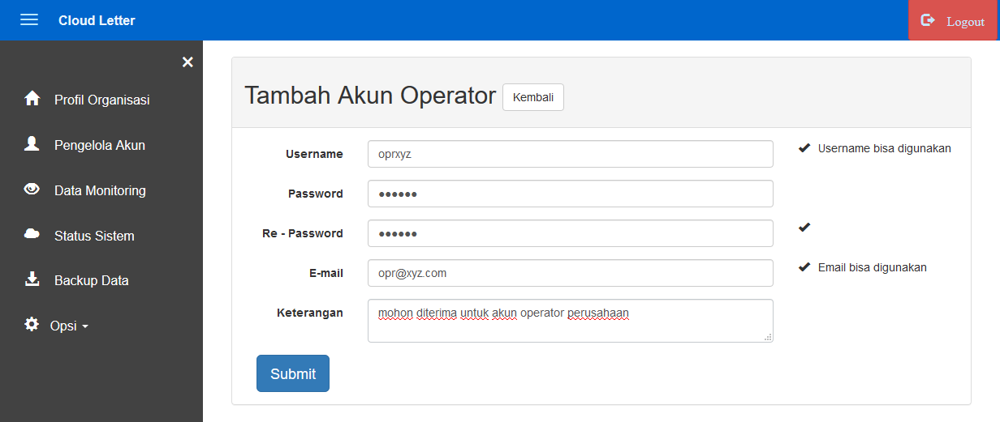 Cloud Letter
Logout
Profil Organisasi
Pengelola Akun
Data Monitoring
Status Sistem
Backup Data
Opsi
Tambah Akun Operator Kembali
Username oprxyz Username bisa digunakan
Password ••••••
Re - Password ••••••
E-mail opr@xyz.com Email bisa digunakan
Keterangan mohon diterima untuk akun operator perusahaan
Submit